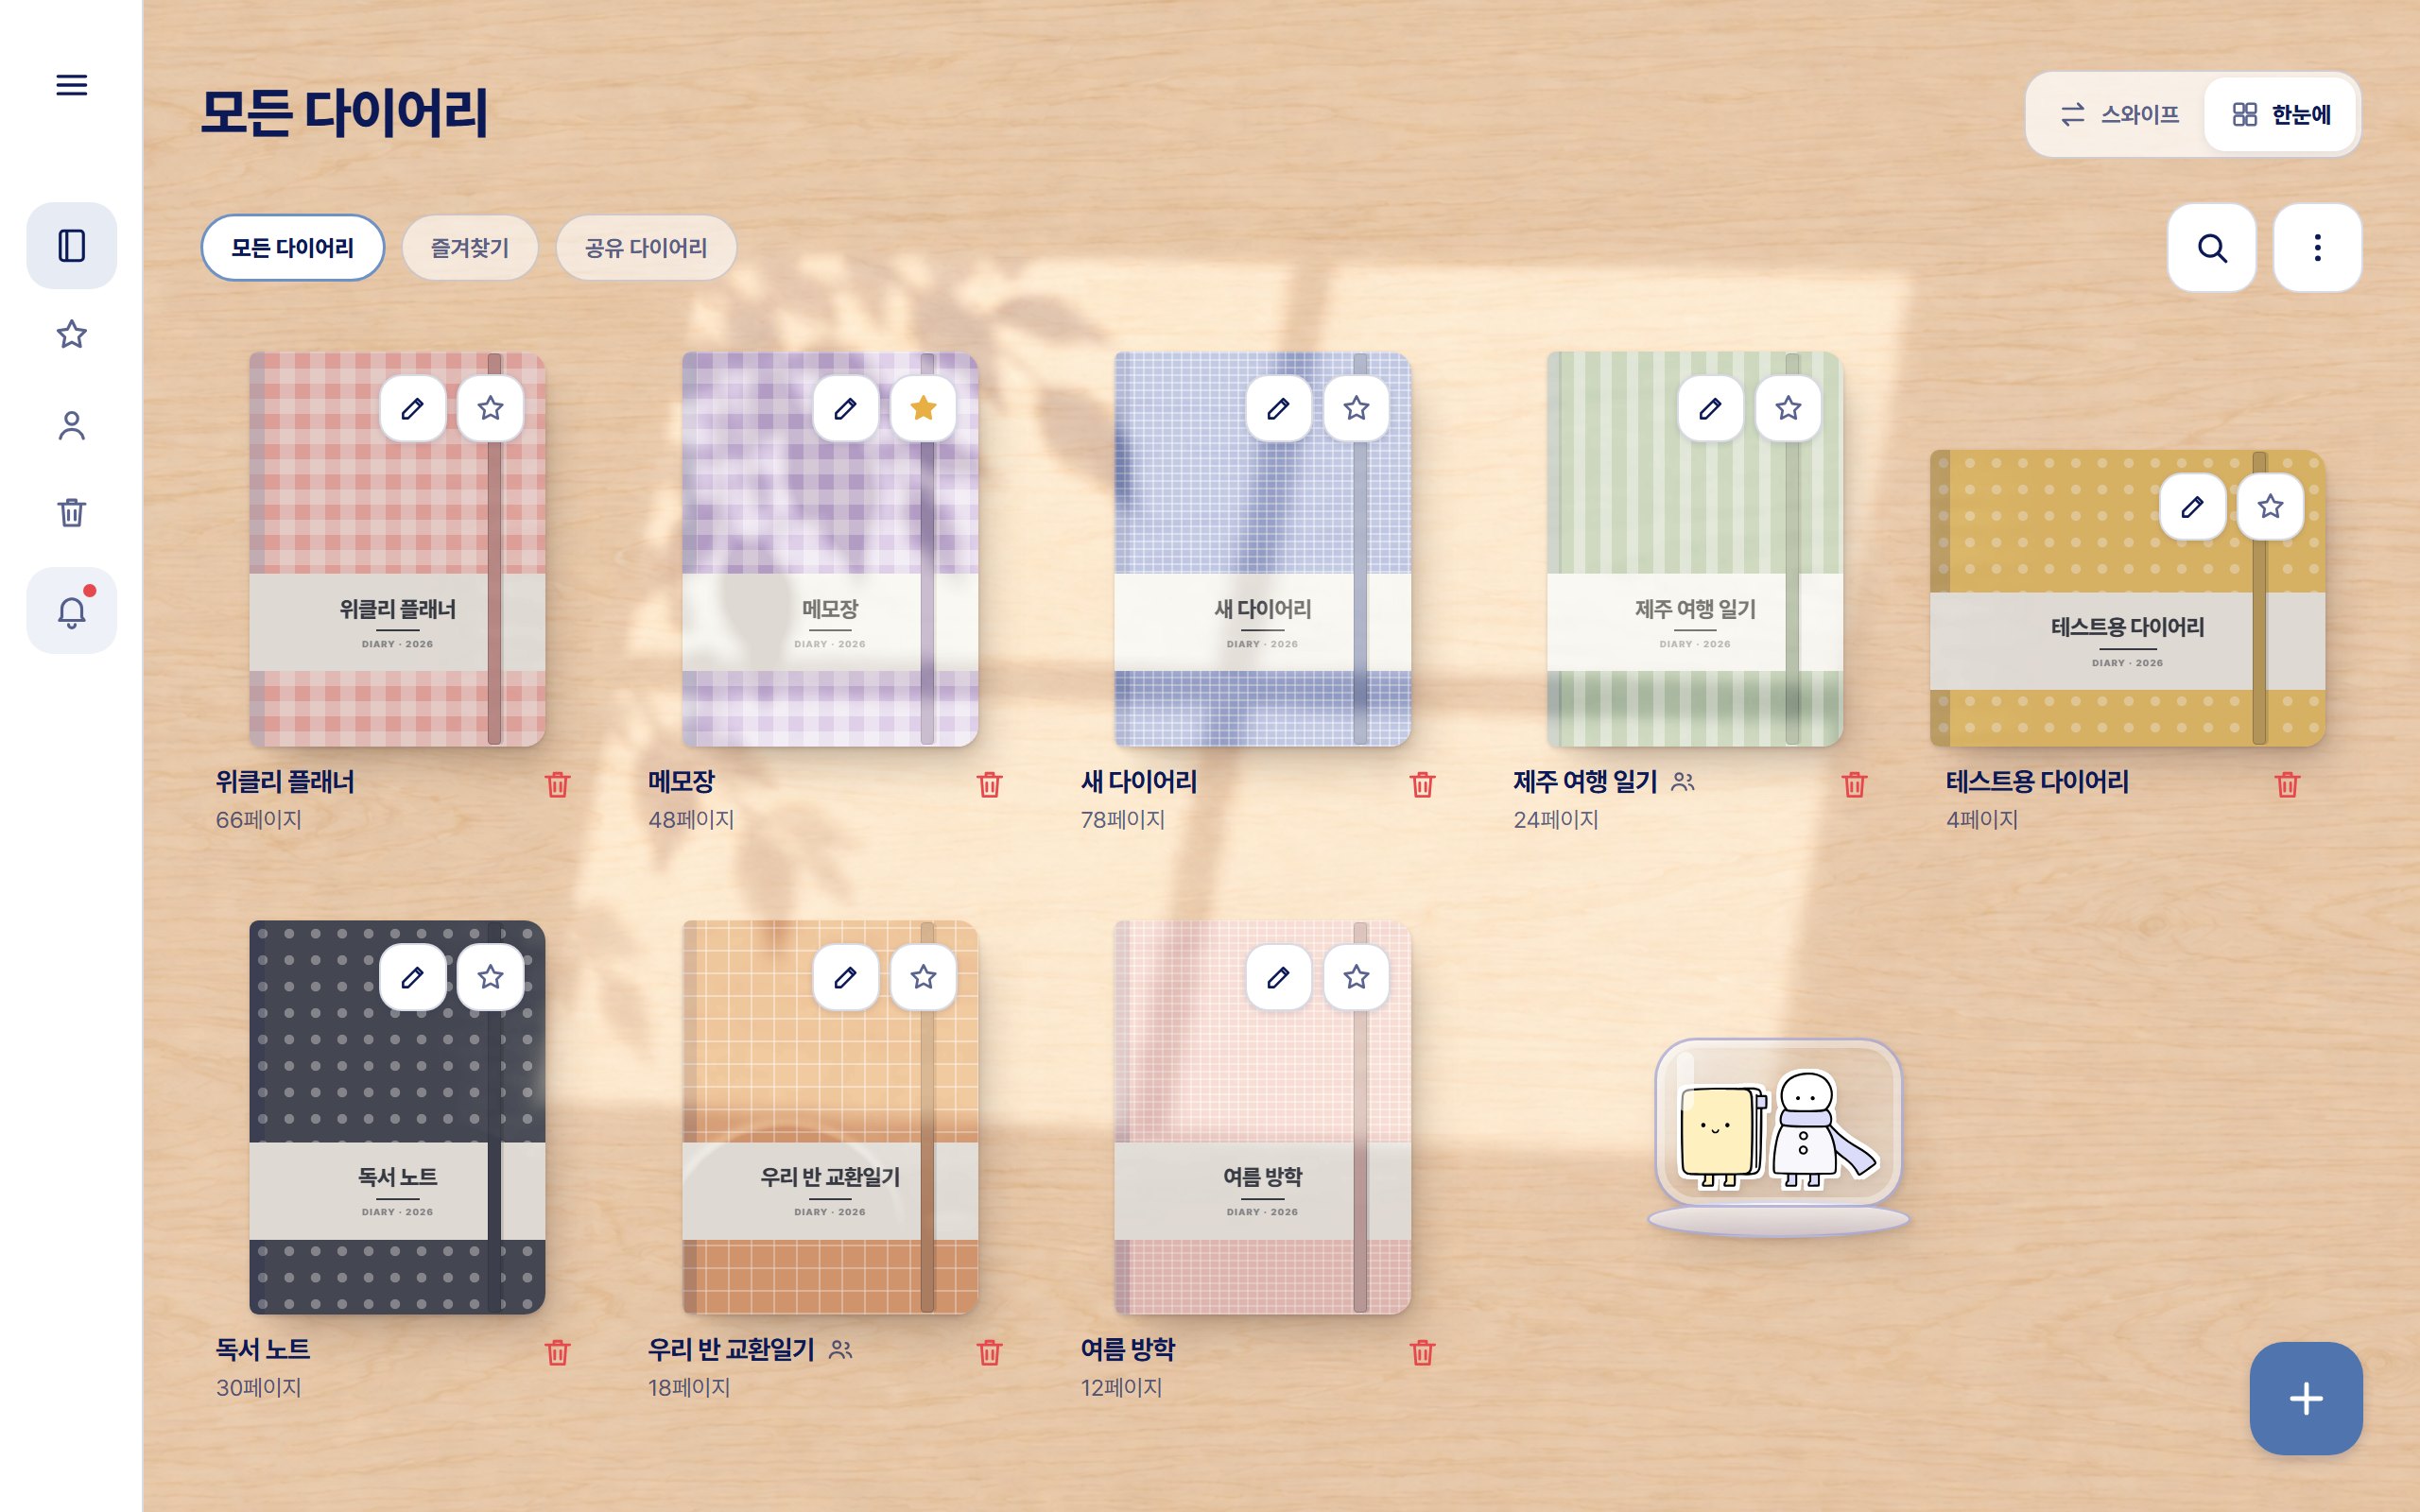 모든 다이어리
스와이프
한눈에
모든 다이어리
즐겨찾기
공유 다이어리
위클리 플래너
DIARY · 2026
메모장
DIARY · 2026
새 다이어리
DIARY · 2026
제주 여행 일기
DIARY · 2026
테스트용 다이어리
DIARY · 2026
위클리 플래너
66페이지
메모장
48페이지
새 다이어리
78페이지
제주 여행 일기
24페이지
테스트용 다이어리
4페이지
독서 노트
DIARY · 2026
우리 반 교환일기
DIARY · 2026
여름 방학
DIARY · 2026
독서 노트
30페이지
우리 반 교환일기
18페이지
여름 방학
12페이지